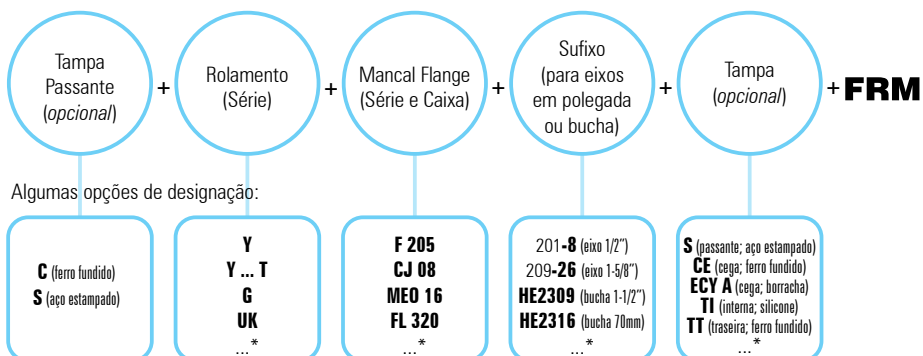 Tampa
Passante
(opcional)
+
Rolamento
(Série)
+
Mancal Flange
(Série e Caixa)
+
Sufixo
(para eixos
em polegada
ou bucha)
+
Tampa
(opcional)
+ FRM
Algumas opções de designação:
C (ferro fundido)
S (aço estampado)
Y
Y ... T
G
UK
... *
F 205
CJ 08
MEO 16
FL 320
... *
201-8 (eixo 1/2”)
209-26 (eixo 1-5/8”)
HE2309 (bucha 1-1/2”)
HE2316 (bucha 70mm)
... *
S (passante; aço estampado)
CE (cega; ferro fundido)
ECY A (cega; borracha)
TI (interna; silicone)
TT (traseira; ferro fundido)
... *